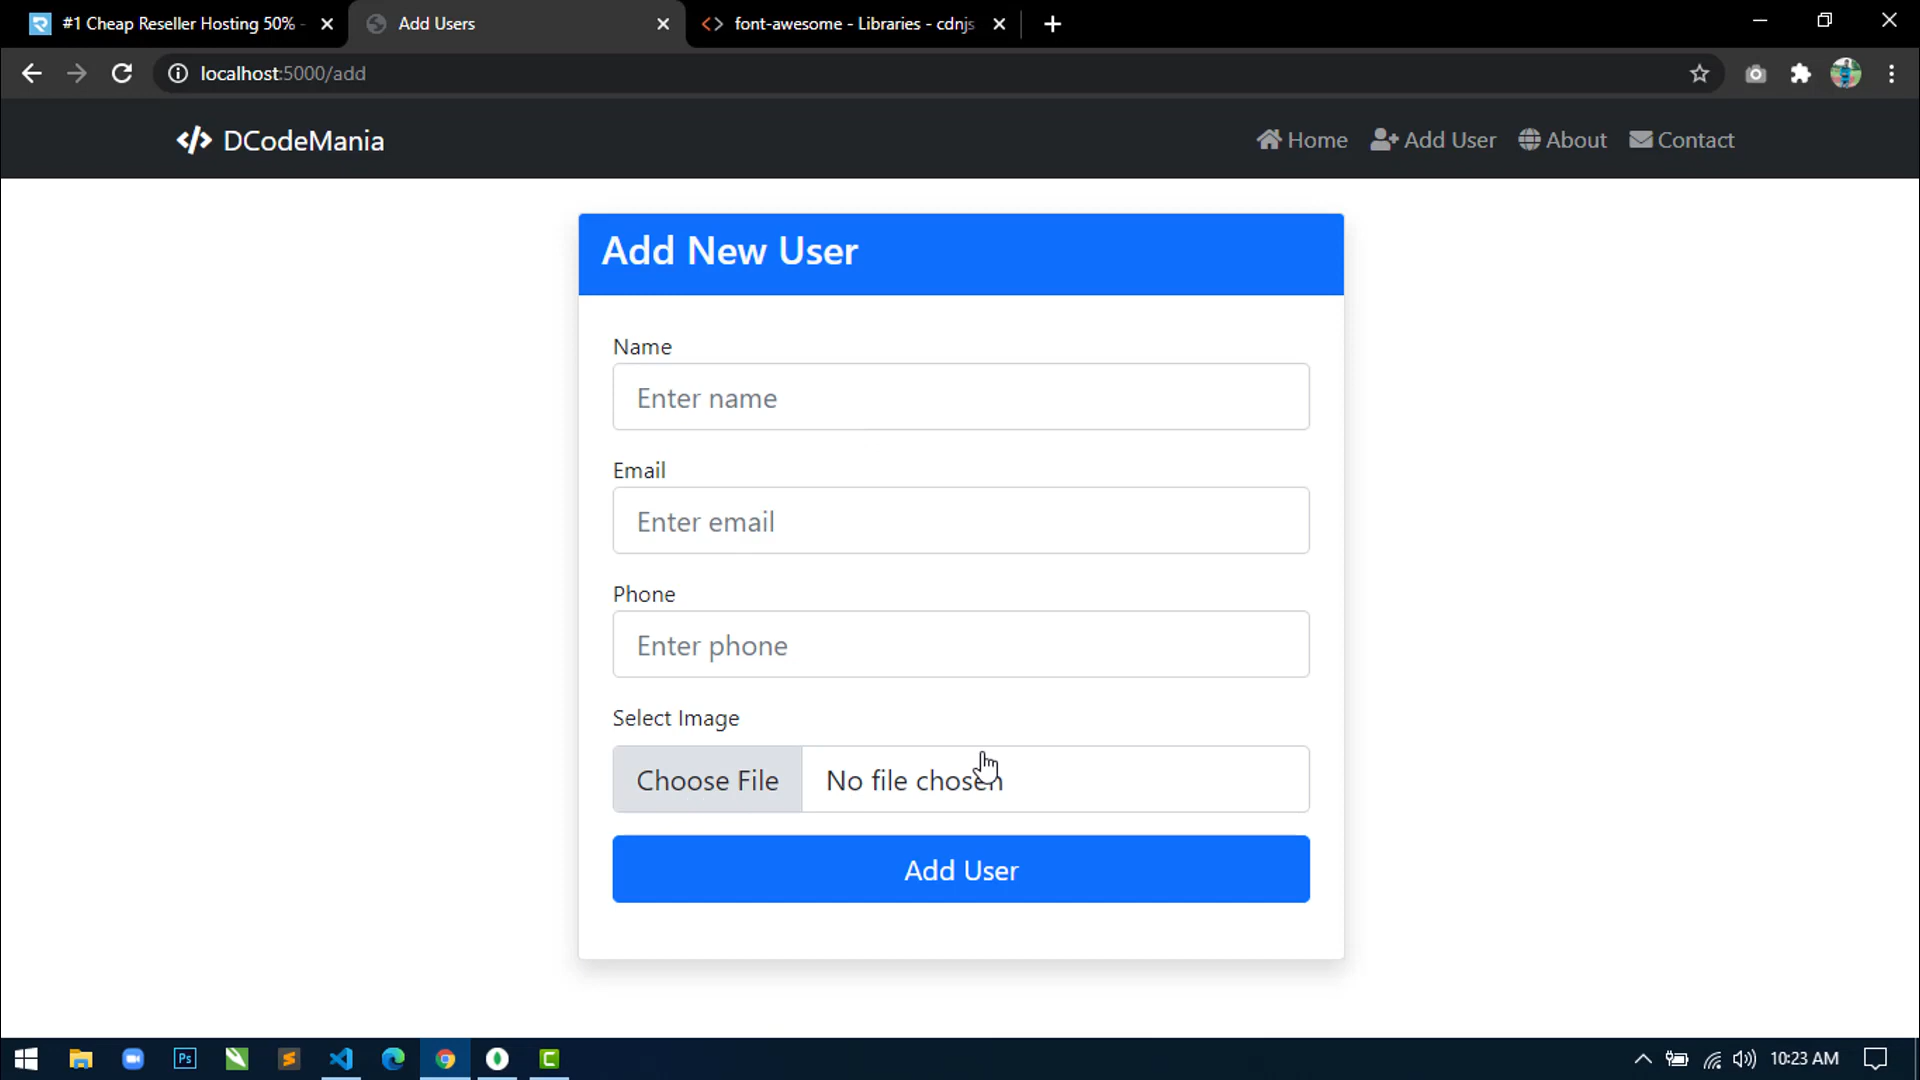 #1 Cheap Reseller Hosting 50% -
Add Users
font-awesome - Libraries - cdnjs
localhost:5000/add
DCodeMania
Home
Add User
About
Contact
Add New User
Name
Enter name
Email
Enter email
Phone
Enter phone
Select Image
Choose File
No file chosen
Add User
Ps
10:23 AM